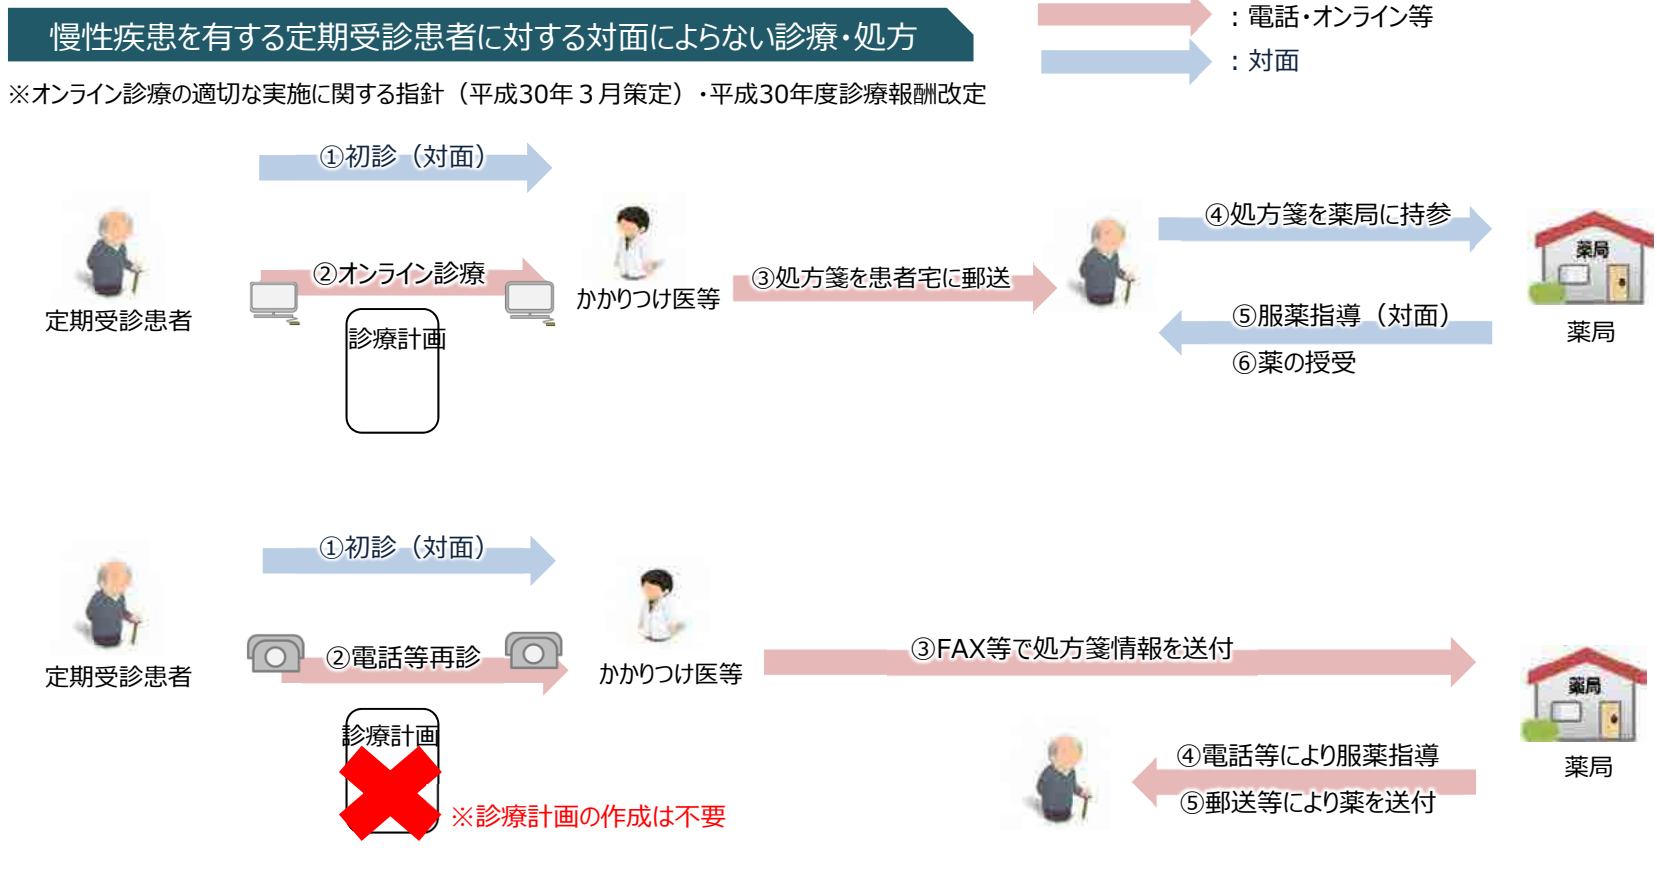 慢性疾患を有する定期受診患者に対する対面によらない診療・処方
：電話・オンライン等
：対面
※オンライン診療の適切な実施に関する指針（平成30年３月策定）・平成30年度診療報酬改定
①初診（対面）
②オンライン診療
診療計画
定期受診患者
かかりつけ医等
③処方箋を患者宅に郵送
④処方箋を薬局に持参
⑤服薬指導（対面）
⑥薬の授受
薬局
薬局
①初診（対面）
②電話等再診
診療計画
※診療計画の作成は不要
定期受診患者
かかりつけ医等
③FAX等で処方箋情報を送付
④電話等により服薬指導
⑤郵送等により薬を送付
薬局
薬局